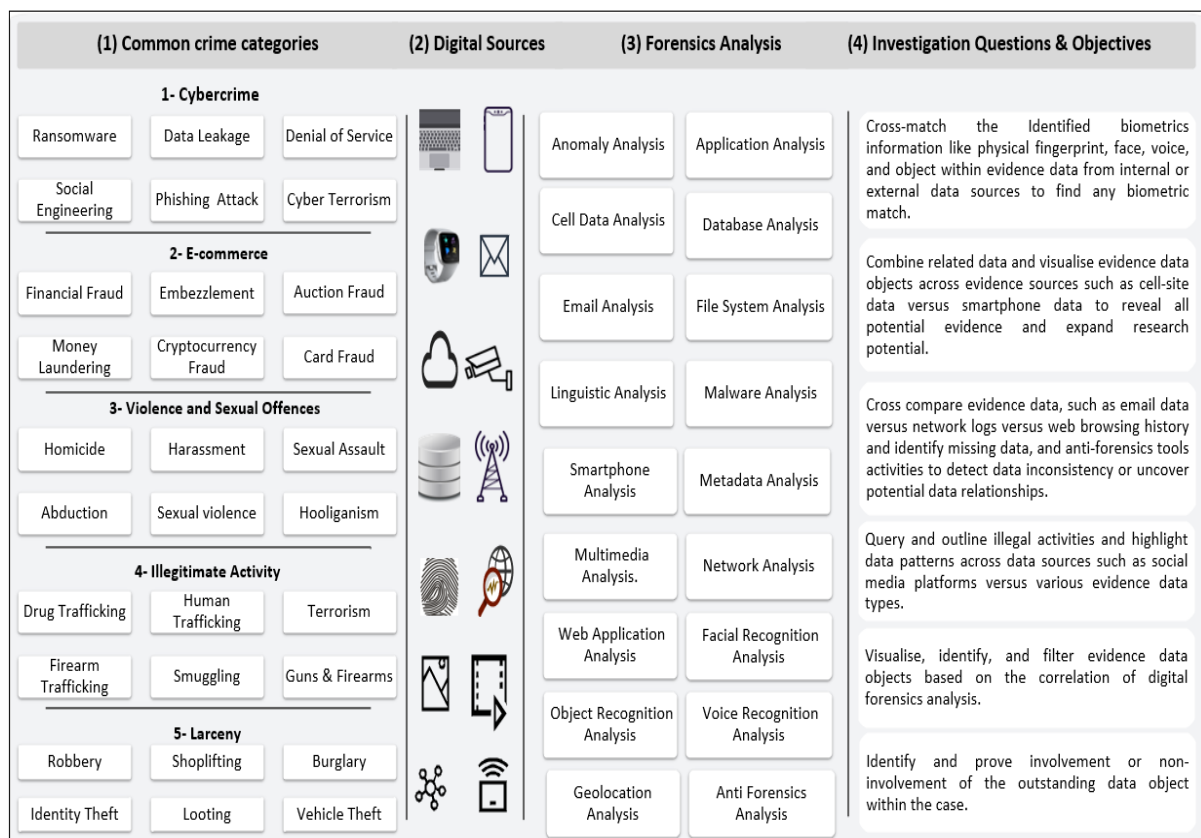 (1) Common crime categories
(2) Digital Sources
(3) Forensics Analysis
(4) Investigation Questions & Objectives
1- Cybercrime
Ransomware
Data Leakage
Denial of Service
Social
Engineering
Phishing Attack
Cyber Terrorism
2- E-commerce
Financial Fraud
Embezzlement
Auction Fraud
Money
Laundering
Cryptocurrency
Fraud
Card Fraud
3- Violence and Sexual Offences
Homicide
Harassment
Sexual Assault
Abduction
Sexual violence
Hooliganism
4- Illegitimate Activity
Drug Trafficking
Human
Trafficking
Terrorism
Firearm
Trafficking
Smuggling
Guns & Firearms
5- Larceny
Robbery
Shoplifting
Burglary
Identity Theft
Looting
Vehicle Theft
Anomaly Analysis
Application Analysis
Cell Data Analysis
Database Analysis
Email Analysis
File System Analysis
Linguistic Analysis
Malware Analysis
Smartphone
Analysis
Metadata Analysis
Multimedia
Analysis.
Network Analysis
Web Application
Analysis
Facial Recognition
Analysis
Object Recognition
Analysis
Voice Recognition
Analysis
Geolocation
Analysis
Anti Forensics
Analysis
Cross-match the Identified biometrics
information like physical fingerprint, face, voice,
and object within evidence data from internal or
external data sources to find any biometric
match.
Combine related data and visualise evidence data
objects across evidence sources such as cell-site
data versus smartphone data to reveal all
potential evidence and expand research
potential.
Cross compare evidence data, such as email data
versus network logs versus web browsing history
and identify missing data, and anti-forensics tools
activities to detect data inconsistency or uncover
potential data relationships.
Query and outline illegal activities and highlight
data patterns across data sources such as social
media platforms versus various evidence data
types.
Visualise, identify, and filter evidence data
objects based on the correlation of digital
forensics analysis.
Identify and prove involvement or non-
involvement of the outstanding data object
within the case.